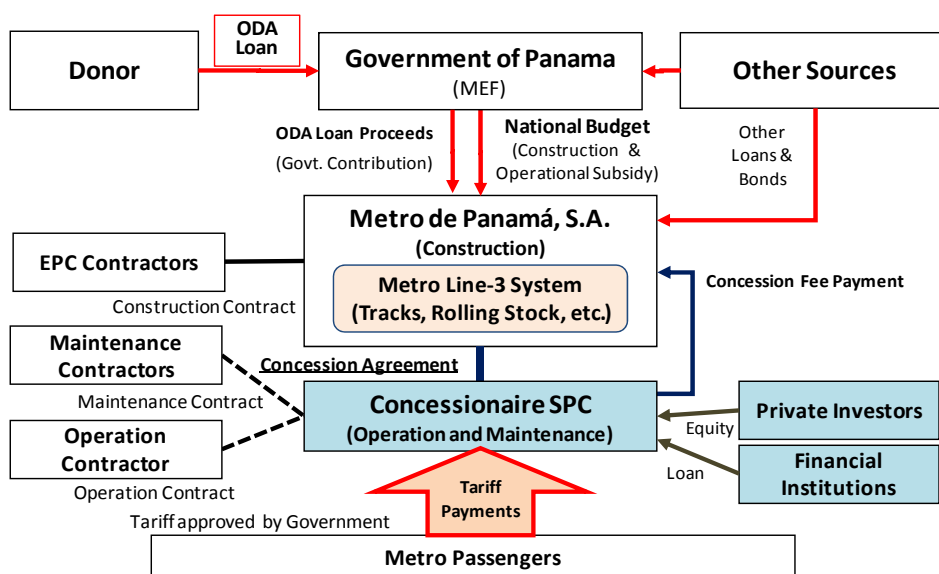 ODA
Loan
Donor
Government of Panama
(MEF)
Other Sources
ODA Loan Proceeds
(Govt. Contribution)
National Budget
(Construction &
Operational Subsidy)
Other
Loans &
Bonds
Metro de Panamá, S.A.
(Construction)
EPC Contractors
Construction Contract
Metro Line-3 System
(Tracks, Rolling Stock, etc.)
Concession Fee Payment
Maintenance
Contractors
Maintenance Contract
Concession Agreement
Concessionaire SPC
(Operation and Maintenance)
Private Investors
Equity
Operation
Contractor
Operation Contract
Loan
Financial
Institutions
Tariff
Payments
Tariff approved by Government
Metro Passengers